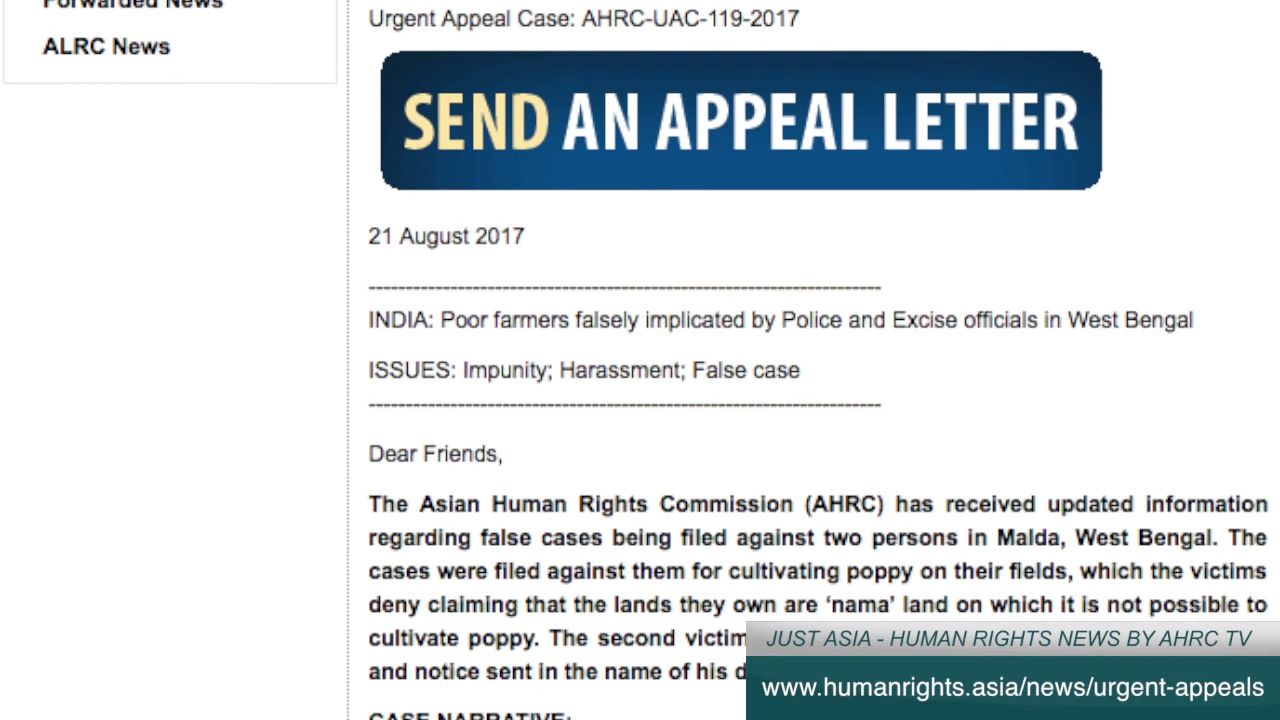 Forwarded News
ALRC News
Urgent Appeal Case: AHRC-UAC-119-2017
SEND AN APPEAL LETTER
21 August 2017
---------------------------------------------------------------------
INDIA: Poor farmers falsely implicated by Police and Excise officials in West Bengal
ISSUES: Impunity; Harassment; False case
---------------------------------------------------------------------
Dear Friends,
The Asian Human Rights Commission (AHRC) has received updated information
regarding false cases being filed against two persons in Malda, West Bengal. The
cases were filed against them for cultivating poppy on their fields, which the victims
deny claiming that the lands they own are ‘nama’ land on which it is not possible to
cultivate poppy. The second victim
and notice sent in the name of his
CASE NARRATIVE:
JUST ASIA - HUMAN RIGHTS NEWS BY AHRC TV
www.humanrights.asia/news/urgent-appeals